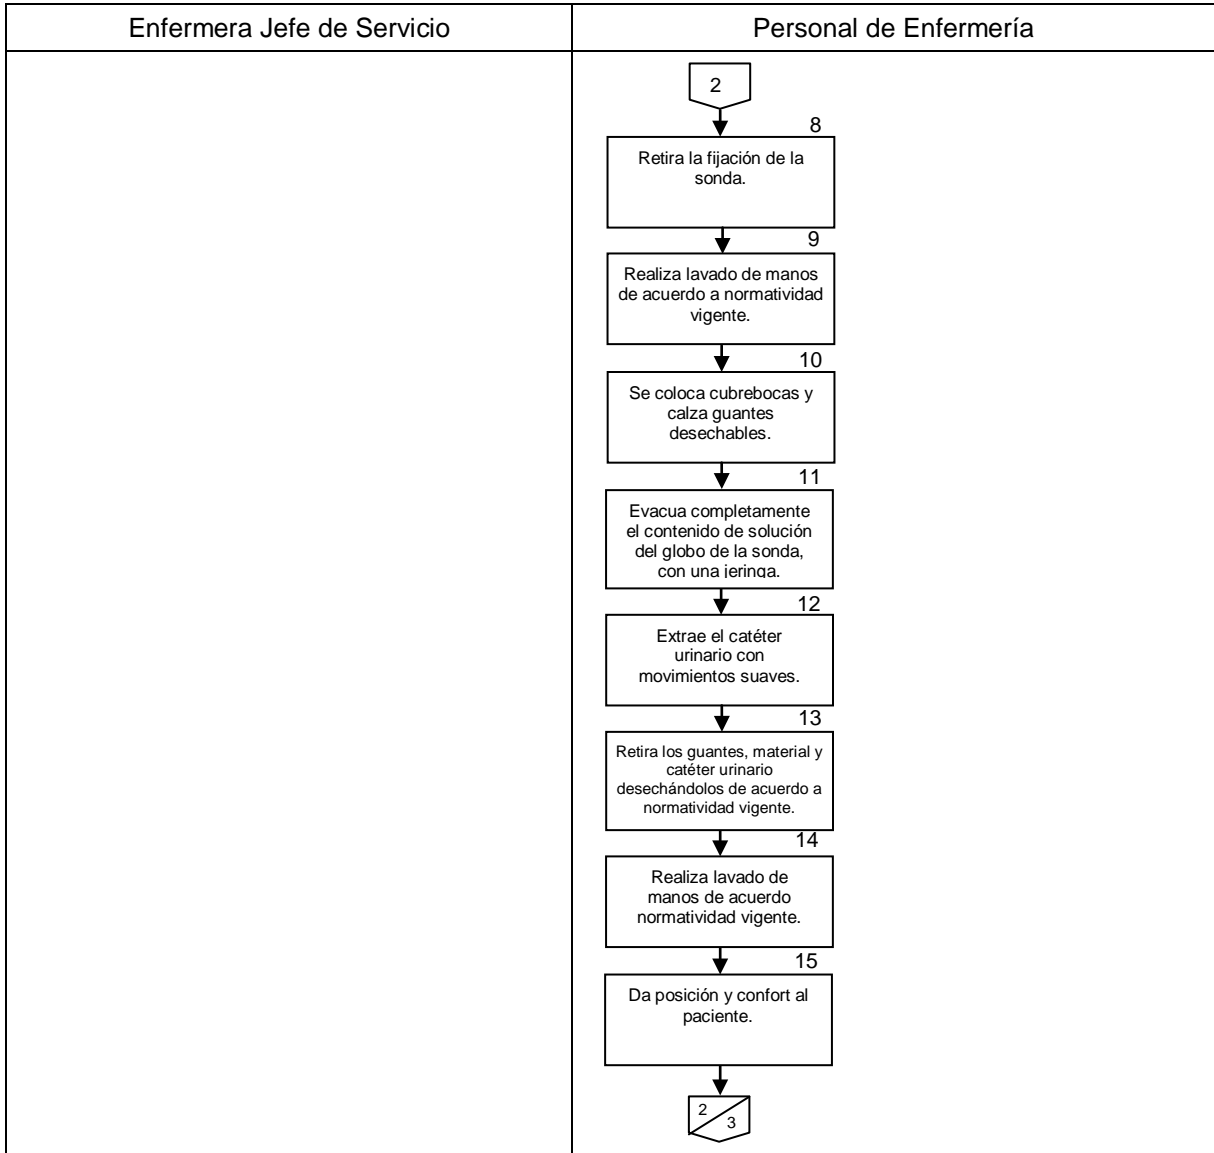 Enfermera Jefe de Servicio
Personal de Enfermería
2
8
Retira la fijación de la
sonda.
9
Realiza lavado de manos
de acuerdo a normatividad
vigente.
10
Se coloca cubrebocas y
calza guantes
desechables.
11
Evacua completamente
el contenido de solución
del globo de la sonda,
con una jeringa.
12
Extrae el catéter
urinario con
movimientos suaves.
13
Retira los guantes, material y
catéter urinario
desechándolos de acuerdo a
normatividad vigente.
14
Realiza lavado de
manos de acuerdo
normatividad vigente.
15
Da posición y confort al
paciente.
2
3